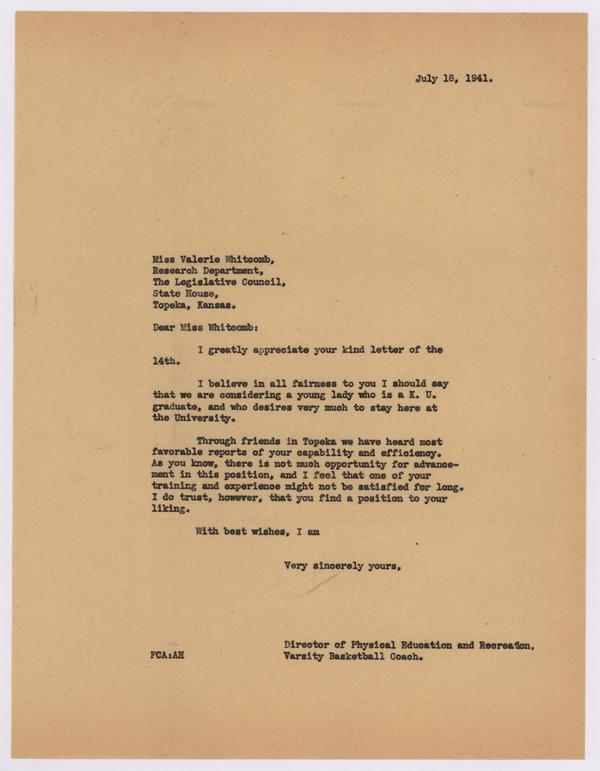 July 18, 1941.
Miss Valerie Whitcomb,
Research Department,
The Legislative Council,
State House,
Topeka, Kansas.
Dear Miss Whitcomb:
I greatly appreciate your kind letter of the
14th.
I believe in all fairness to you I should say
that we are considering a young lady who is a K. U.
graduate, and who desires very much to stay here at
the University.
Through friends in Topeka we have heard most
favorable reports of your capability and efficiency.
As you know, there is not much opportunity for advance-
ment in this position, and I feel that one of your
training and experience might not be satisfied for long.
I do trust, however, that you find a position to your
liking.
With best wishes, I am
Very sincerely yours,
Director of Physical Education and Recreation,
FCA:AH Varsity Basketball Coach.